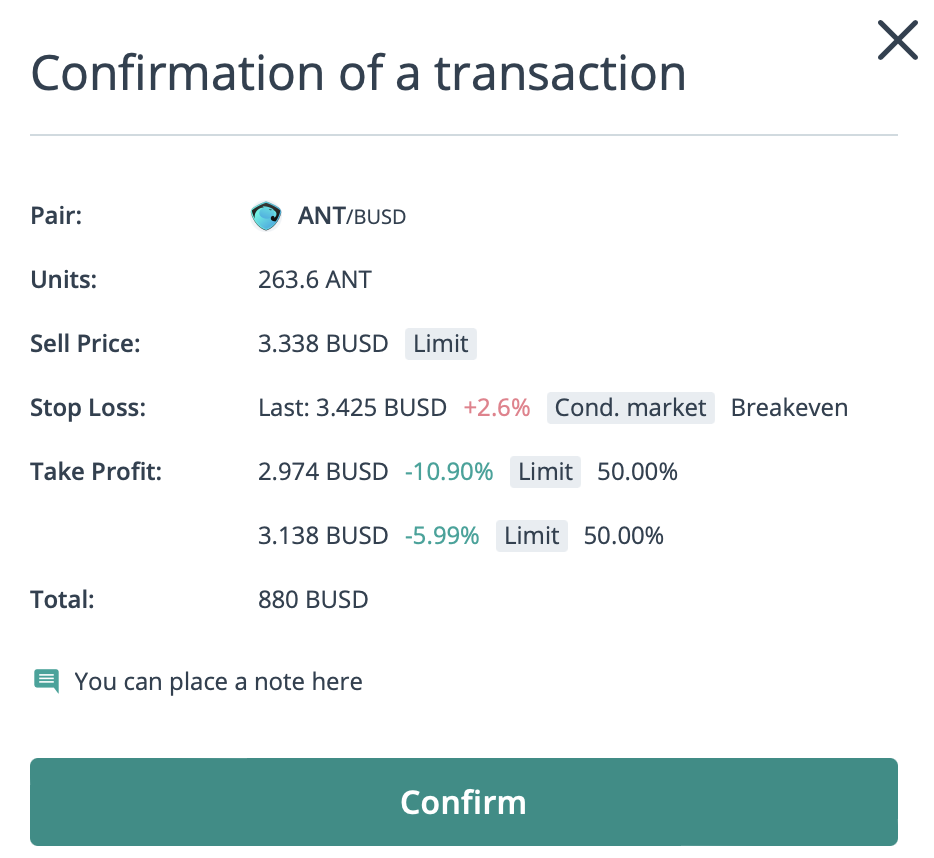 Confirmation of a transaction
Pair: ANT/BUSD
Units: 263.6 ANT
Sell Price: 3.338 BUSD Limit
Stop Loss: Last: 3.425 BUSD +2.6% Cond. market Breakeven
Take Profit: 2.974 BUSD -10.90% Limit 50.00%
3.138 BUSD -5.99% Limit 50.00%
Total: 880 BUSD
You can place a note here
Confirm